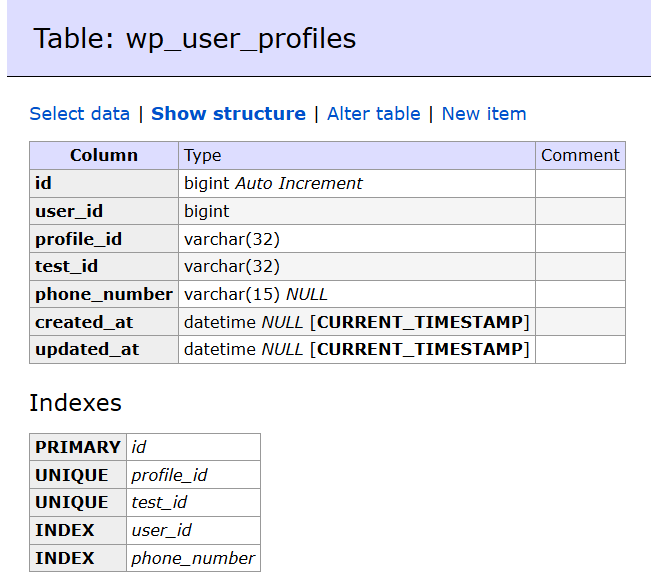 Table: wp_user_profiles
Select data | Show structure | Alter table | New item
Column Type Comment
id bigint Auto Increment
user_id bigint
profile_id varchar(32)
test_id varchar(32)
phone_number varchar(15) NULL
created_at datetime NULL [CURRENT_TIMESTAMP]
updated_at datetime NULL [CURRENT_TIMESTAMP]
Indexes
PRIMARY id
UNIQUE profile_id
UNIQUE test_id
INDEX user_id
INDEX phone_number